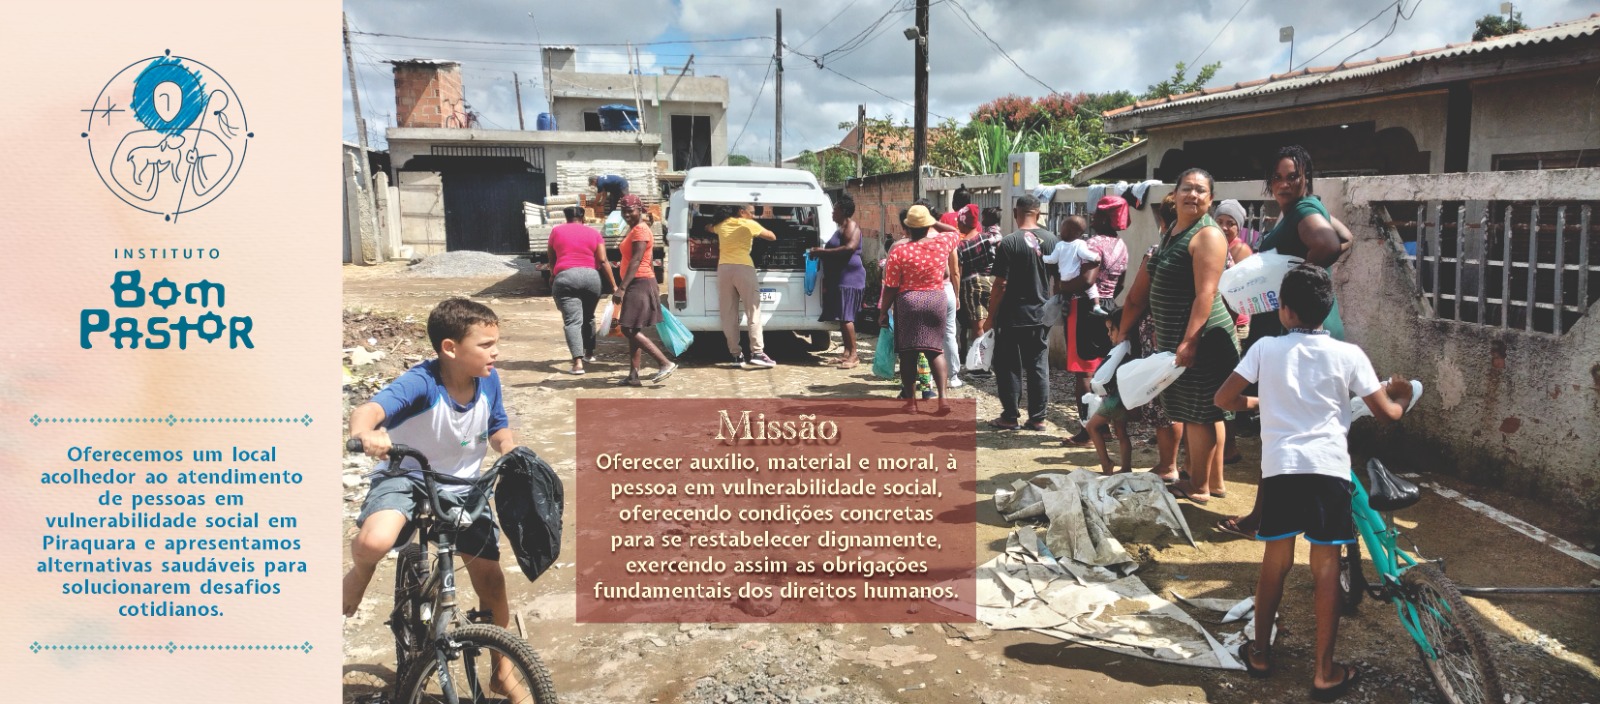 INSTITUTO
BOM
PASTOR
Oferecemos um local
acolhedor ao atendimento
de pessoas em
vulnerabilidade social em
Piraquara e apresentamos
alternativas saudáveis para
solucionarem desafios
cotidianos.
Missão
Oferecer auxílio, material e moral, à
pessoa em vulnerabilidade social,
oferecendo condições concretas
para se restabelecer dignamente,
exercendo assim as obrigações
fundamentais dos direitos humanos.